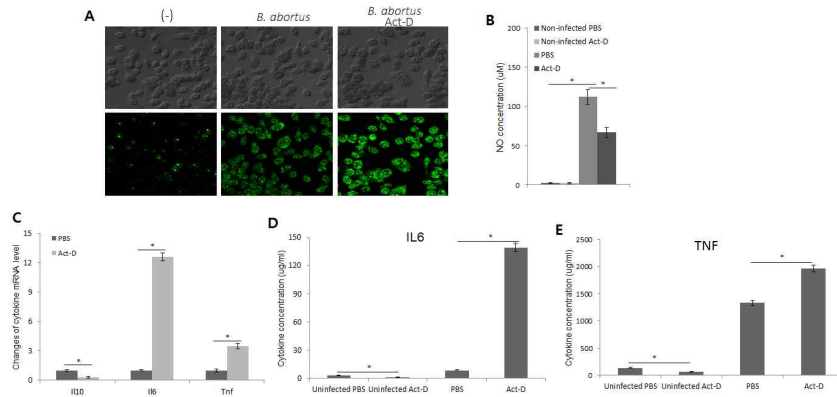 A
(-)
B. abortus
B. abortus
Act-D
B
Non-infected PBS
Non-infected Act-D
PBS
Act-D
NO concentration (uM)
200
150
100
50
0
*
*
C
PBS
Act-D
Changes of cytokine mRNA level
15
12
9
6
3
0
*
*
*
Il10
Il6
Tnf
D
IL6
Cytokine concentration (ug/ml)
150
120
90
60
30
0
*
*
Uninfected PBS
Uninfected Act-D
PBS
Act-D
E
TNF
Cytokine concentration (ug/ml)
2500
2000
1500
1000
500
0
*
*
Uninfected PBS
Uninfected Act-D
PBS
Act-D